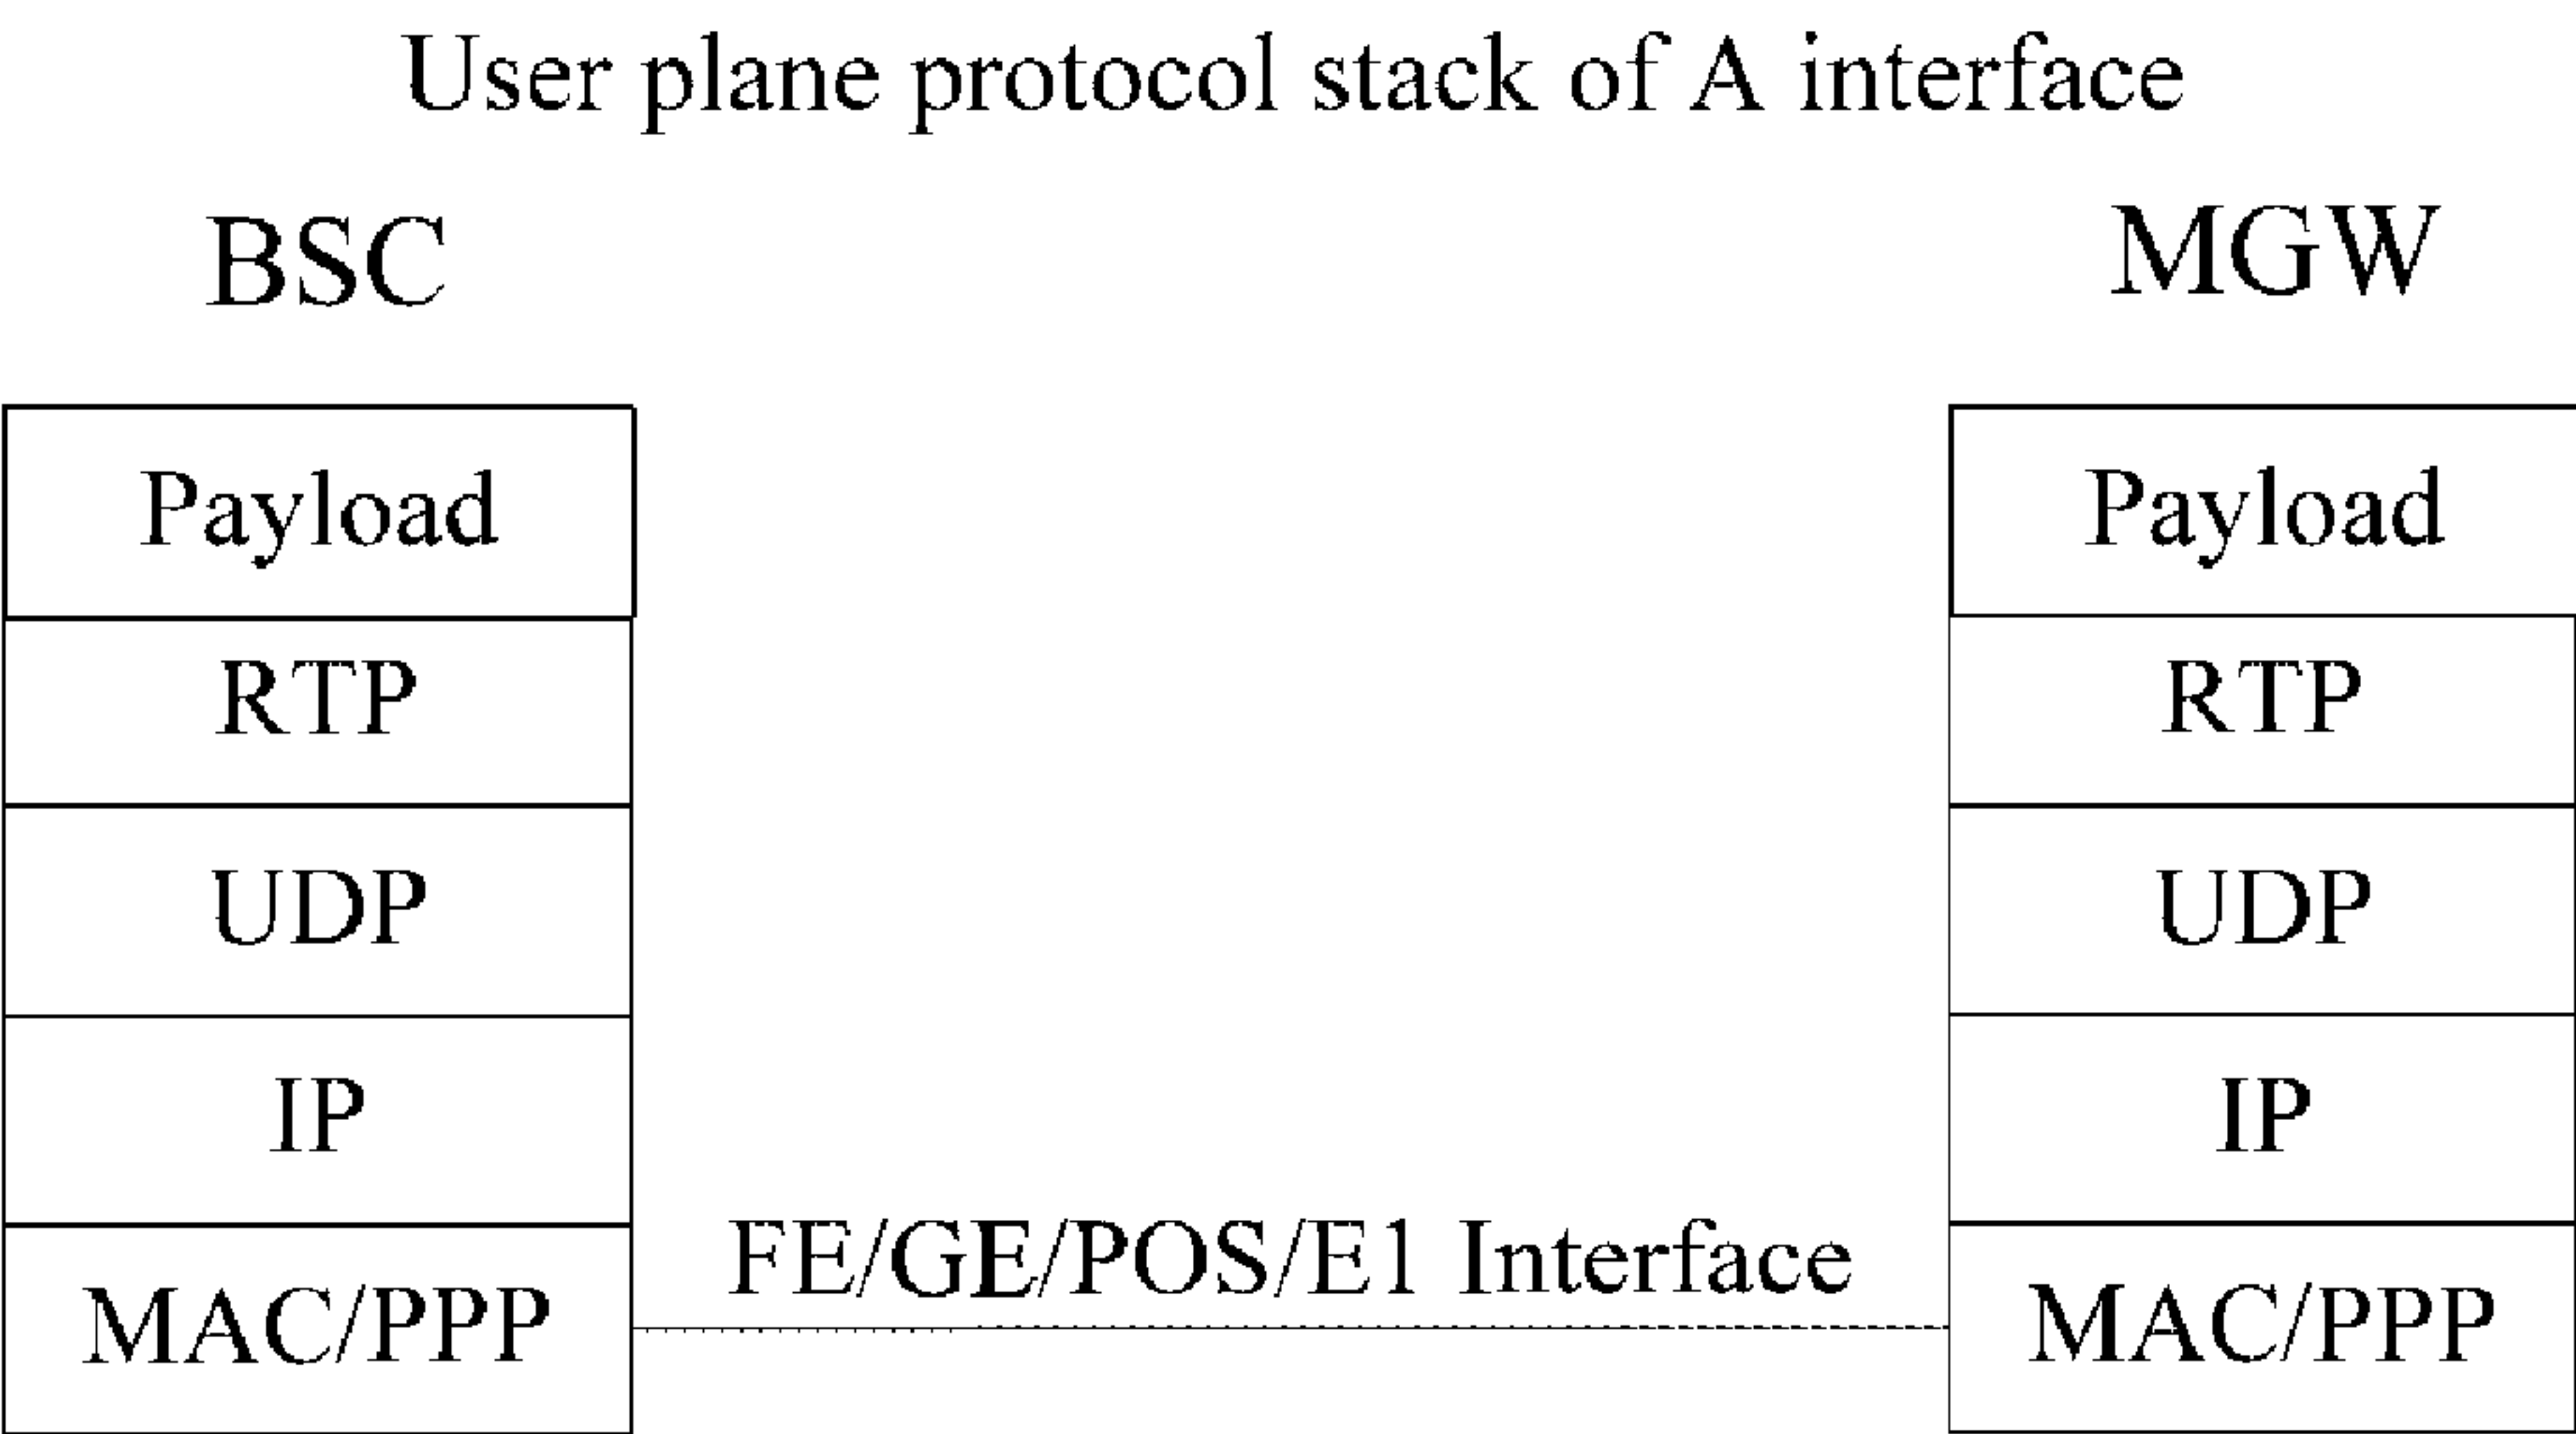 User plane protocol stack of A interface
BSC
MGW
Payload
Payload
RTP
RTP
UDP
UDP
IP
IP
FE/GE/POS/E1 Interface
MAC/PPP
MAC/PPP